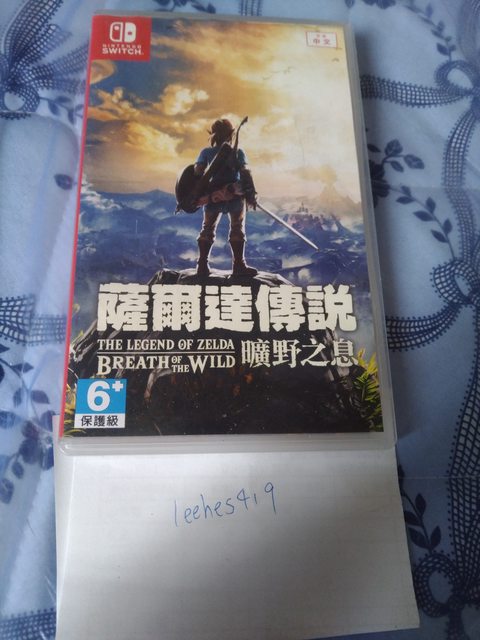 NINTENDO
SWITCH
中文
薩爾達傳說
THE LEGEND OF ZELDA
BREATH OF THE WILD 曠野之息
6+
保護級
leehes419